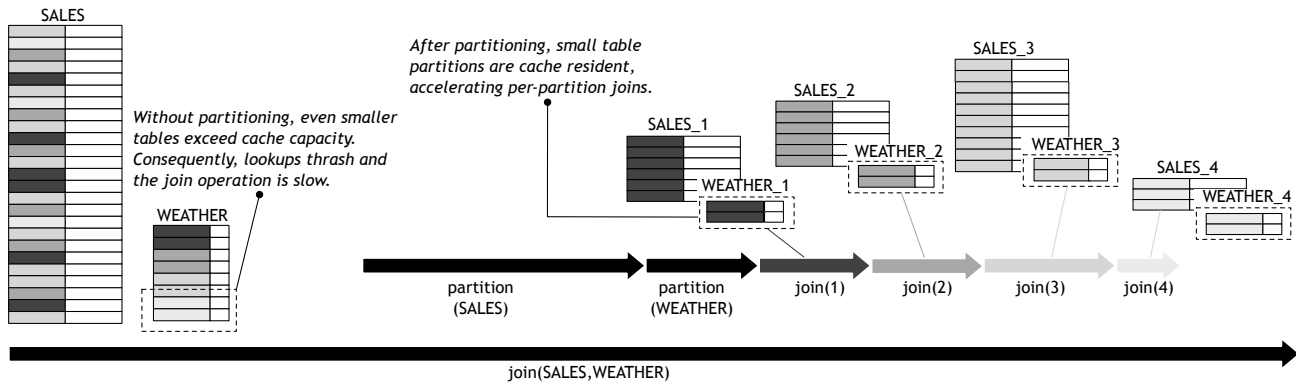 SALES
Without partitioning, even smaller
tables exceed cache capacity.
Consequently, lookups thrash and
the join operation is slow.
WEATHER
After partitioning, small table
partitions are cache resident,
accelerating per-partition joins.
SALES_1
WEATHER_1
SALES_2
WEATHER_2
SALES_3
WEATHER_3
SALES_4
WEATHER_4
partition
(SALES)
partition
(WEATHER)
join(1)
join(2)
join(3)
join(4)
join(SALES,WEATHER)